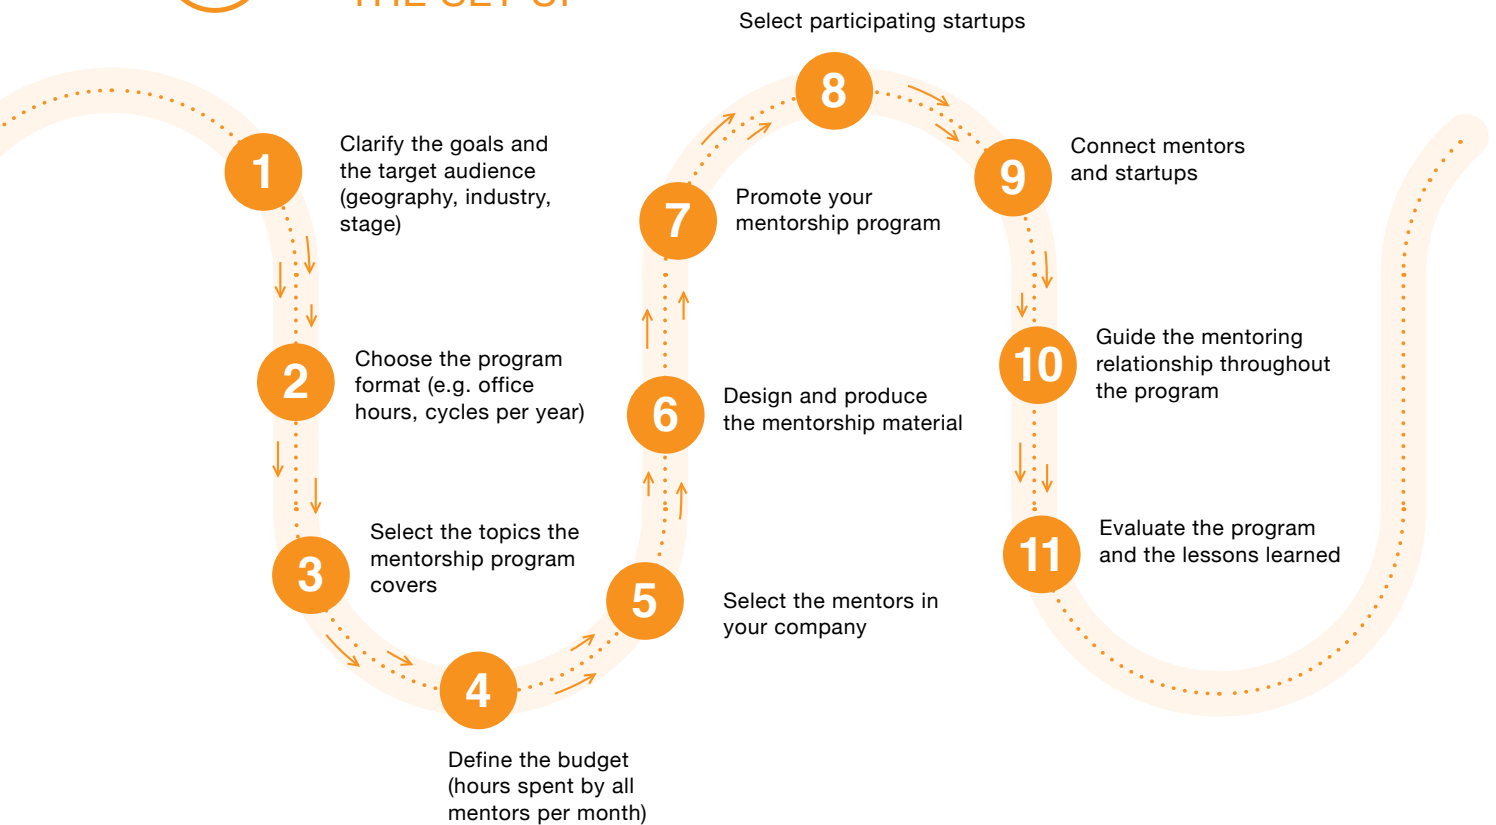 THE SET UP
Select participating startups
8
1
Clarify the goals and
the target audience
(geography, industry,
stage)
9
Connect mentors
and startups
7
Promote your
mentorship program
2
Choose the program
format (e.g. office
hours, cycles per year)
10
Guide the mentoring
relationship throughout
the program
6
Design and produce
the mentorship material
3
Select the topics the
mentorship program
covers
11
Evaluate the program
and the lessons learned
5
Select the mentors in
your company
4
Define the budget
(hours spent by all
mentors per month)